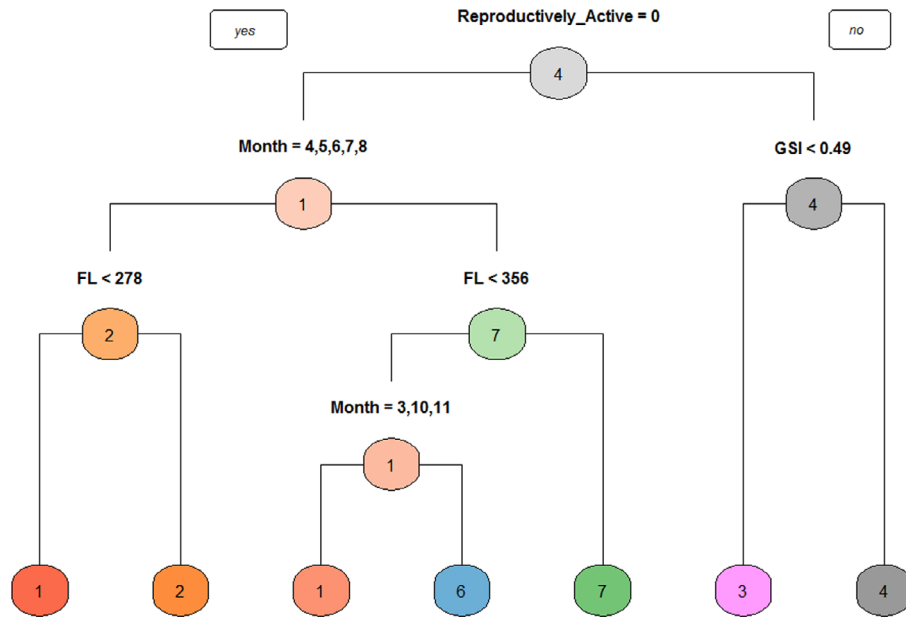 Reproductively_Active = 0
yes
no
4
Month = 4,5,6,7,8
GSI < 0.49
1
4
FL < 278
FL < 356
2
7
Month = 3,10,11
1
1
2
1
6
7
3
4